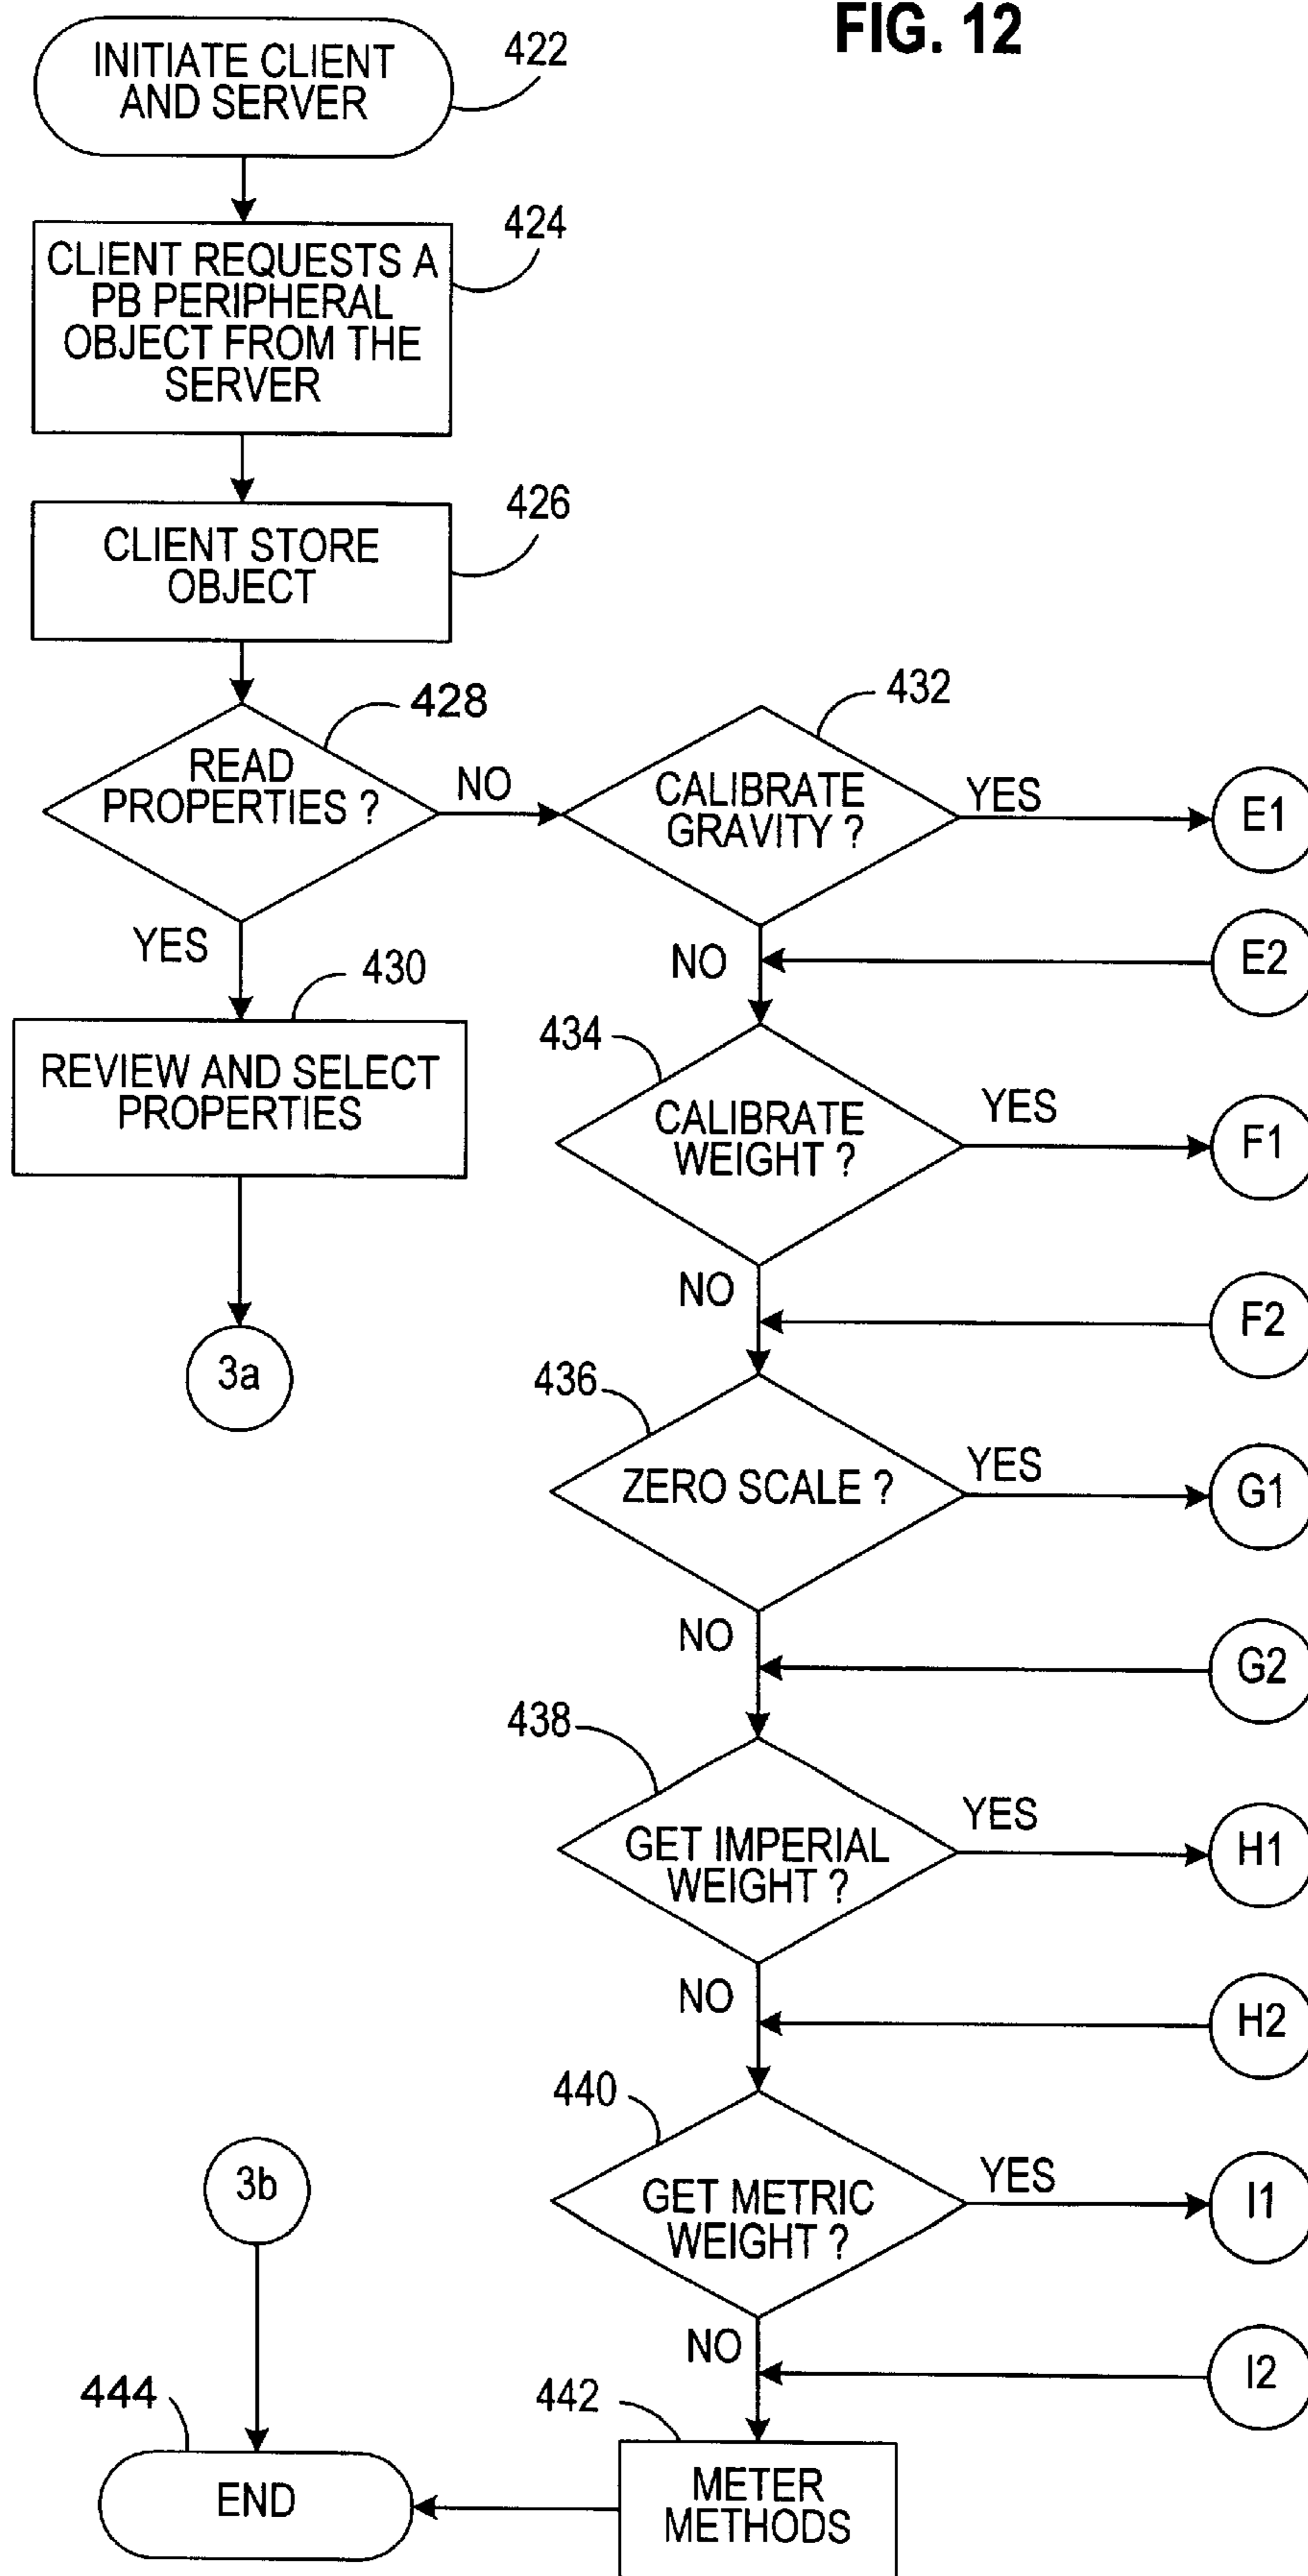 FIG. 12
INITIATE CLIENT
AND SERVER
422
CLIENT REQUESTS A
PB PERIPHERAL
OBJECT FROM THE
SERVER
424
CLIENT STORE
OBJECT
426
READ
PROPERTIES ?
428
NO
YES
CALIBRATE
GRAVITY ?
432
YES
E1
NO
E2
REVIEW AND SELECT
PROPERTIES
430
3a
434
CALIBRATE
WEIGHT ?
YES
F1
NO
F2
436
ZERO SCALE ?
YES
G1
NO
G2
438
GET IMPERIAL
WEIGHT ?
YES
H1
NO
H2
440
GET METRIC
WEIGHT ?
YES
I1
NO
I2
3b
442
METER
METHODS
444
END